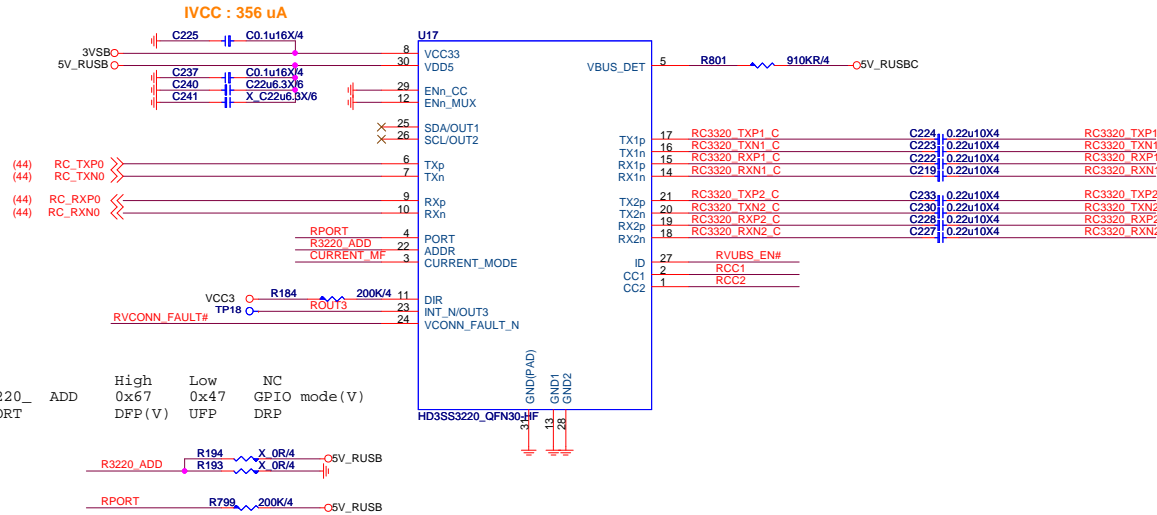 IVCC : 356 uA
C225 C0.1u16X/4
3VSB
5V_RUSB
C237 C0.1u16X/4
C240 C22u6.3X/6
C241 X_C22u6.3X/6
U17
8 VCC33
30 VDD5
29 ENn_CC
12 ENn_MUX
25 SDA/OUT1
26 SCL/OUT2
(44) RC_TXP0 6 TXp
(44) RC_TXN0 7 TXn
(44) RC_RXP0 9 RXp
(44) RC_RXN0 10 RXn
RPORT 4 PORT
R3220_ADD 22 ADDR
CURRENT_MF 3 CURRENT_MODE
VCC3 R184 200K/4 11 DIR
TP18 ROUT3 23 INT_N/OUT3
RVCONN_FAULT# 24 VCONN_FAULT_N
VBUS_DET 5 R801 910KR/4 5V_RUSBC
TX1p 17 RC3320_TXP1_C C224 0.22u10X4 RC3320_TXP1
TX1n 16 RC3320_TXN1_C C223 0.22u10X4 RC3320_TXN1
RX1p 15 RC3320_RXP1_C C222 0.22u10X4 RC3320_RXP1
RX1n 14 RC3320_RXN1_C C219 0.22u10X4 RC3320_RXN1
TX2p 21 RC3320_TXP2_C C233 0.22u10X4 RC3320_TXP2
TX2n 20 RC3320_TXN2_C C230 0.22u10X4 RC3320_TXN2
RX2p 19 RC3320_RXP2_C C228 0.22u10X4 RC3320_RXP2
RX2n 18 RC3320_RXN2_C C227 0.22u10X4 RC3320_RXN2
ID 27 RVUBS_EN#
CC1 2 RCC1
CC2 1 RCC2
GND(PAD) GND1 GND2
31 13 28
HD3SS3220_QFN30-HF
High Low NC
220_ ADD 0x67 0x47 GPIO mode(V)
ORT DFP(V) UFP DRP
R194 X_0R/4 5V_RUSB
R3220_ADD R193 X_0R/4
RPORT R799 200K/4 5V_RUSB